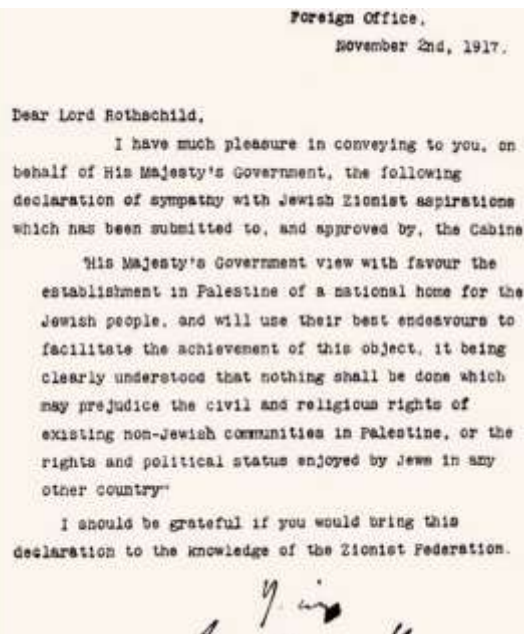 Foreign Office,
November 2nd, 1917.
Dear Lord Rothschild,
I have much pleasure in conveying to you, on
behalf of His Majesty's Government, the following
declaration of sympathy with Jewish Zionist aspirations
which has been submitted to, and approved by, the Cabine
"His Majesty's Government view with favour the
establishment in Palestine of a national home for the
Jewish people, and will use their best endeavours to
facilitate the achievement of this object, it being
clearly understood that nothing shall be done which
may prejudice the civil and religious rights of
existing non-Jewish communities in Palestine, or the
rights and political status enjoyed by Jews in any
other country"
I should be grateful if you would bring this
declaration to the knowledge of the Zionist Federation.